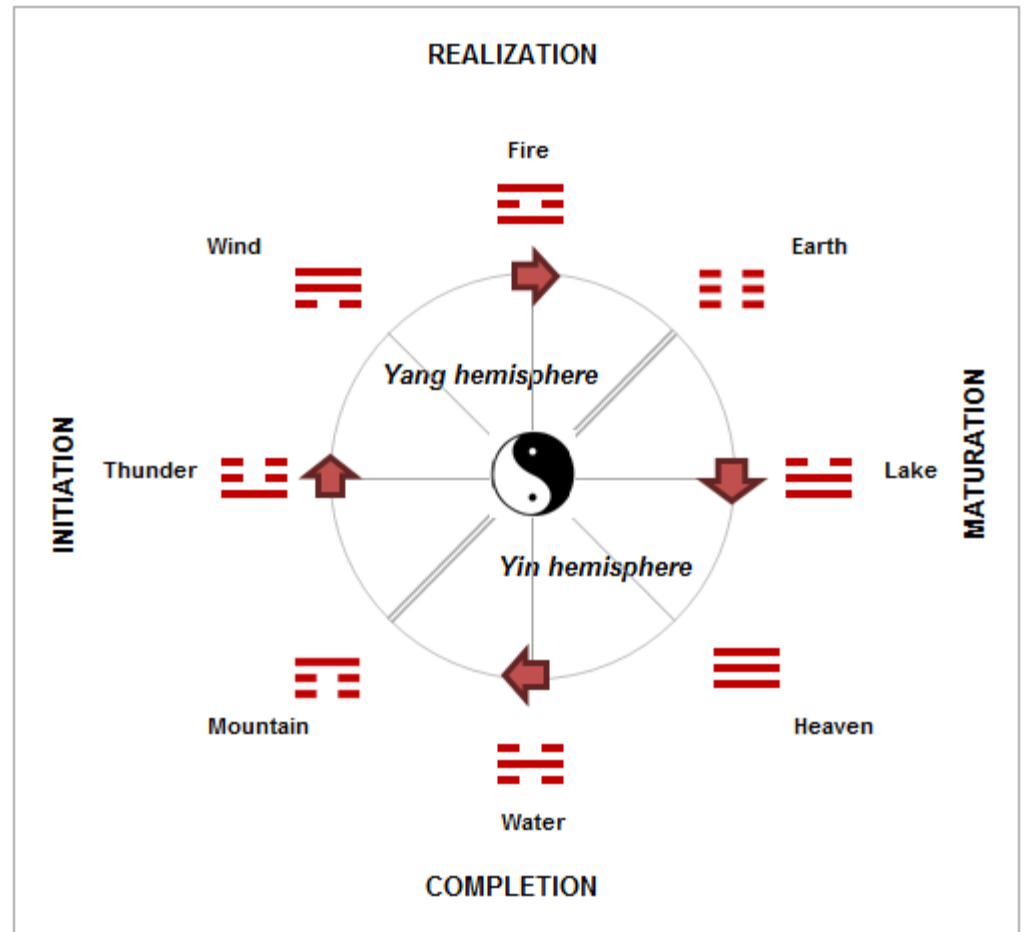 REALIZATION
Fire
Wind
Earth
Yang hemisphere
INITIATION
Thunder
Lake
MATURATION
Yin hemisphere
Mountain
Heaven
Water
COMPLETION